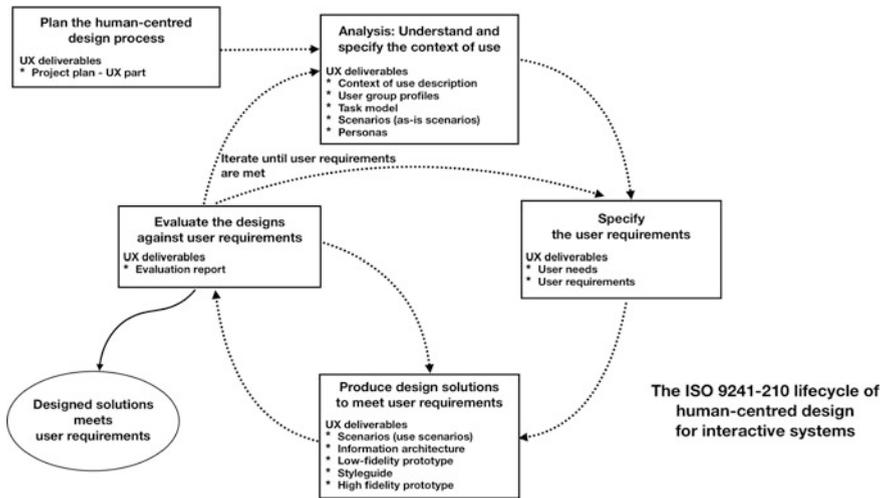 Plan the human-centred
design process
UX deliverables
* Project plan - UX part
Analysis: Understand and
specify the context of use
UX deliverables
* Context of use description
* User group profiles
* Task model
* Scenarios (as-is scenarios)
* Personas
Iterate until user requirements
are met
Evaluate the designs
against user requirements
UX deliverables
* Evaluation report
Specify
the user requirements
UX deliverables
* User needs
* User requirements
Designed solutions
meets
user requirements
Produce design solutions
to meet user requirements
UX deliverables
* Scenarios (use scenarios)
* Information architecture
* Low-fidelity prototype
* Styleguide
* High fidelity prototype
The ISO 9241-210 lifecycle of
human-centred design
for interactive systems